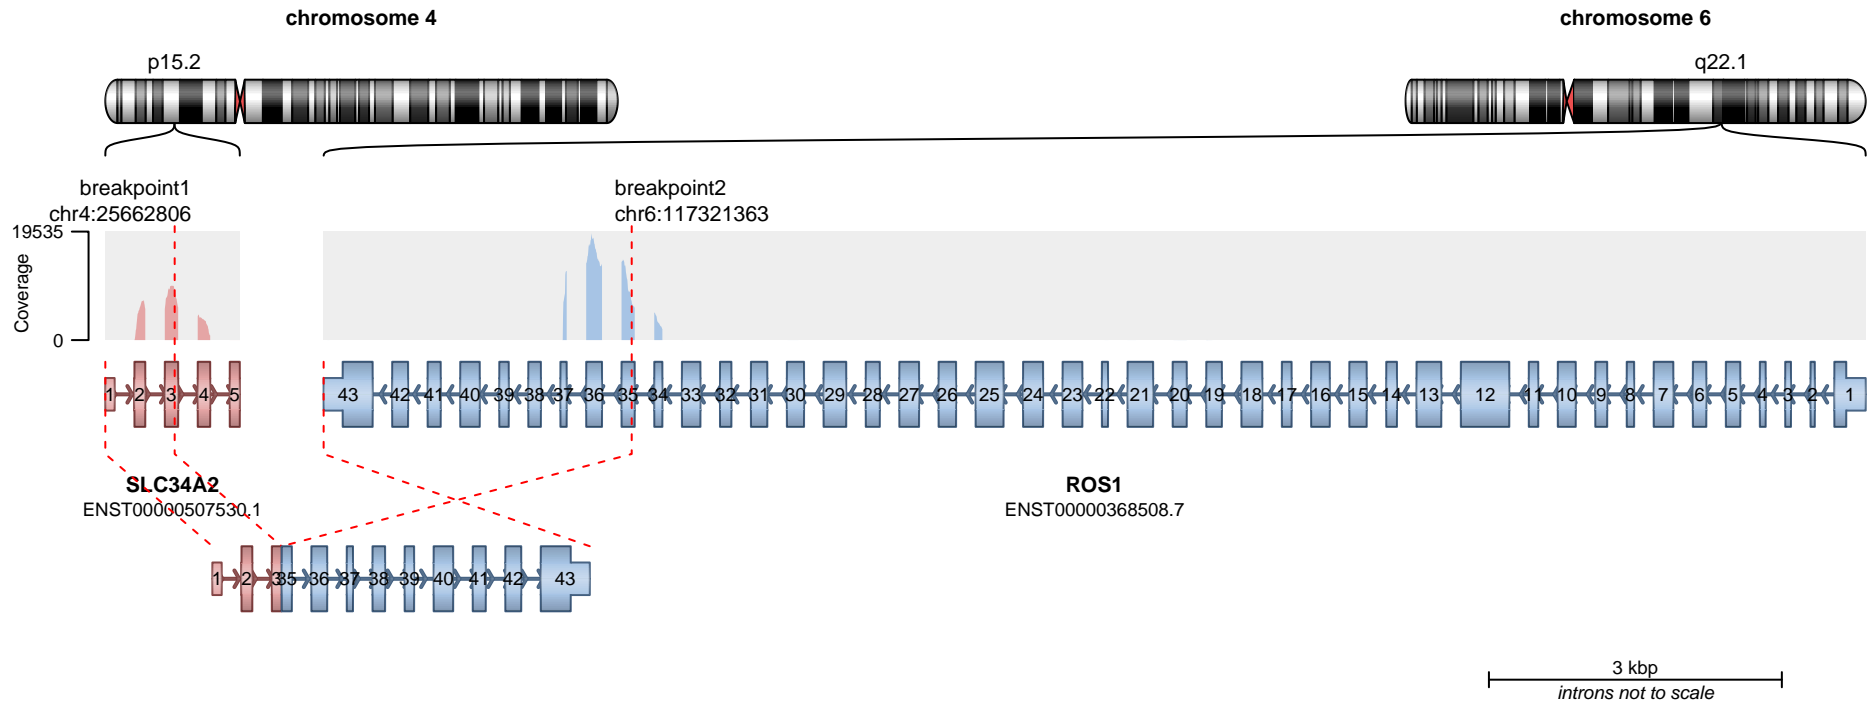 chromosome 4
chromosome 6
p15.2
q22.1
breakpoint1
chr4:25662806
breakpoint2
chr6:117321363
19535
Coverage
0
1 2 3 4 5
43 42 41 40 39 38 37 36 35 34 33 32 31 30 29 28 27 26 25 24 23 22 21 20 19 18 17 16 15 14 13 12 11 10 9 8 7 6 5 4 3 2 1
SLC34A2
ENST00000507530.1
ROS1
ENST00000368508.7
1 2 3 35 36 37 38 39 40 41 42 43
3 kbp
introns not to scale